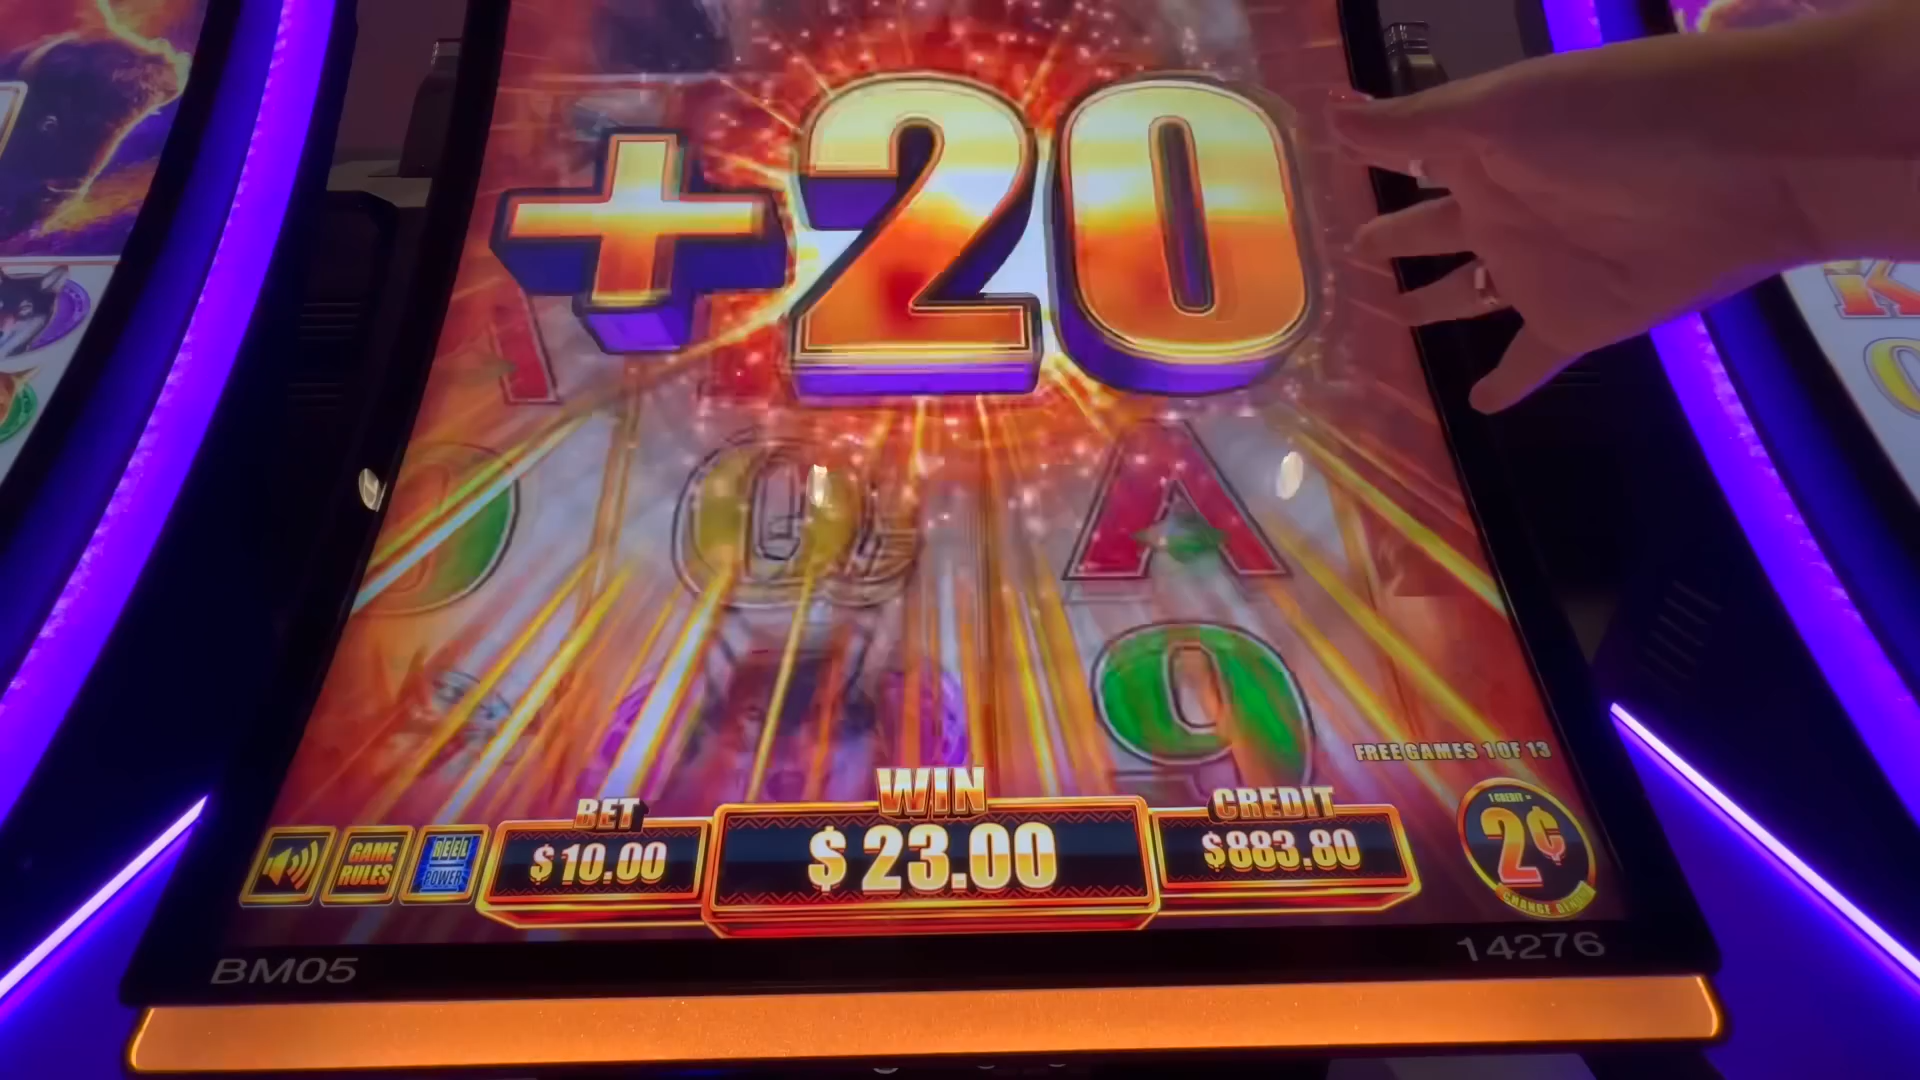 +20
A
Q
A
9
K
FREE GAMES 1 OF 13
BET
WIN
CREDIT
1 CREDIT =
GAME
RULES
REEL
POWER
$10.00
$23.00
$883.80
2¢
CHANGE DENOM
BM05
14276